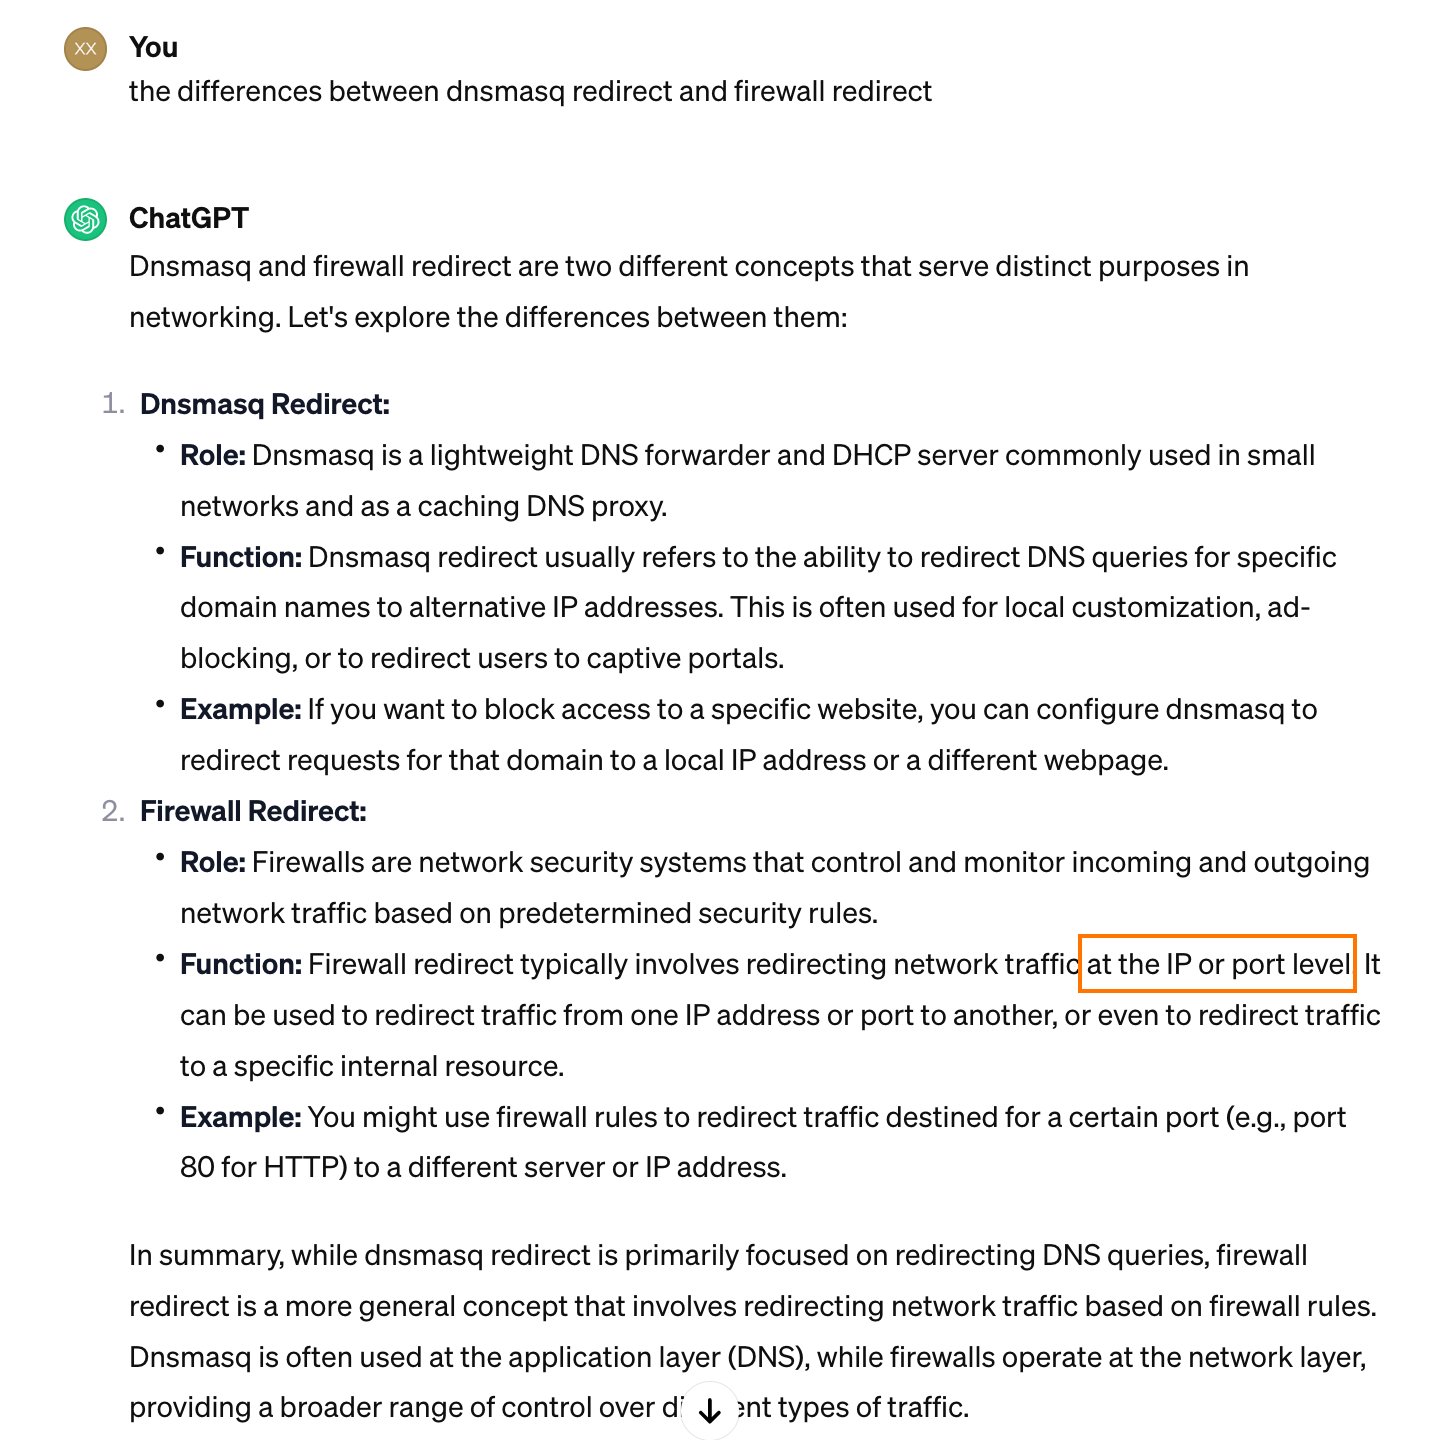 XX
You
the differences between dnsmasq redirect and firewall redirect
ChatGPT
Dnsmasq and firewall redirect are two different concepts that serve distinct purposes in
networking. Let's explore the differences between them:
1. Dnsmasq Redirect:
• Role: Dnsmasq is a lightweight DNS forwarder and DHCP server commonly used in small
networks and as a caching DNS proxy.
• Function: Dnsmasq redirect usually refers to the ability to redirect DNS queries for specific
domain names to alternative IP addresses. This is often used for local customization, ad-
blocking, or to redirect users to captive portals.
• Example: If you want to block access to a specific website, you can configure dnsmasq to
redirect requests for that domain to a local IP address or a different webpage.
2. Firewall Redirect:
• Role: Firewalls are network security systems that control and monitor incoming and outgoing
network traffic based on predetermined security rules.
• Function: Firewall redirect typically involves redirecting network traffic at the IP or port level. It
can be used to redirect traffic from one IP address or port to another, or even to redirect traffic
to a specific internal resource.
• Example: You might use firewall rules to redirect traffic destined for a certain port (e.g., port
80 for HTTP) to a different server or IP address.
In summary, while dnsmasq redirect is primarily focused on redirecting DNS queries, firewall
redirect is a more general concept that involves redirecting network traffic based on firewall rules.
Dnsmasq is often used at the application layer (DNS), while firewalls operate at the network layer,
providing a broader range of control over types of traffic.